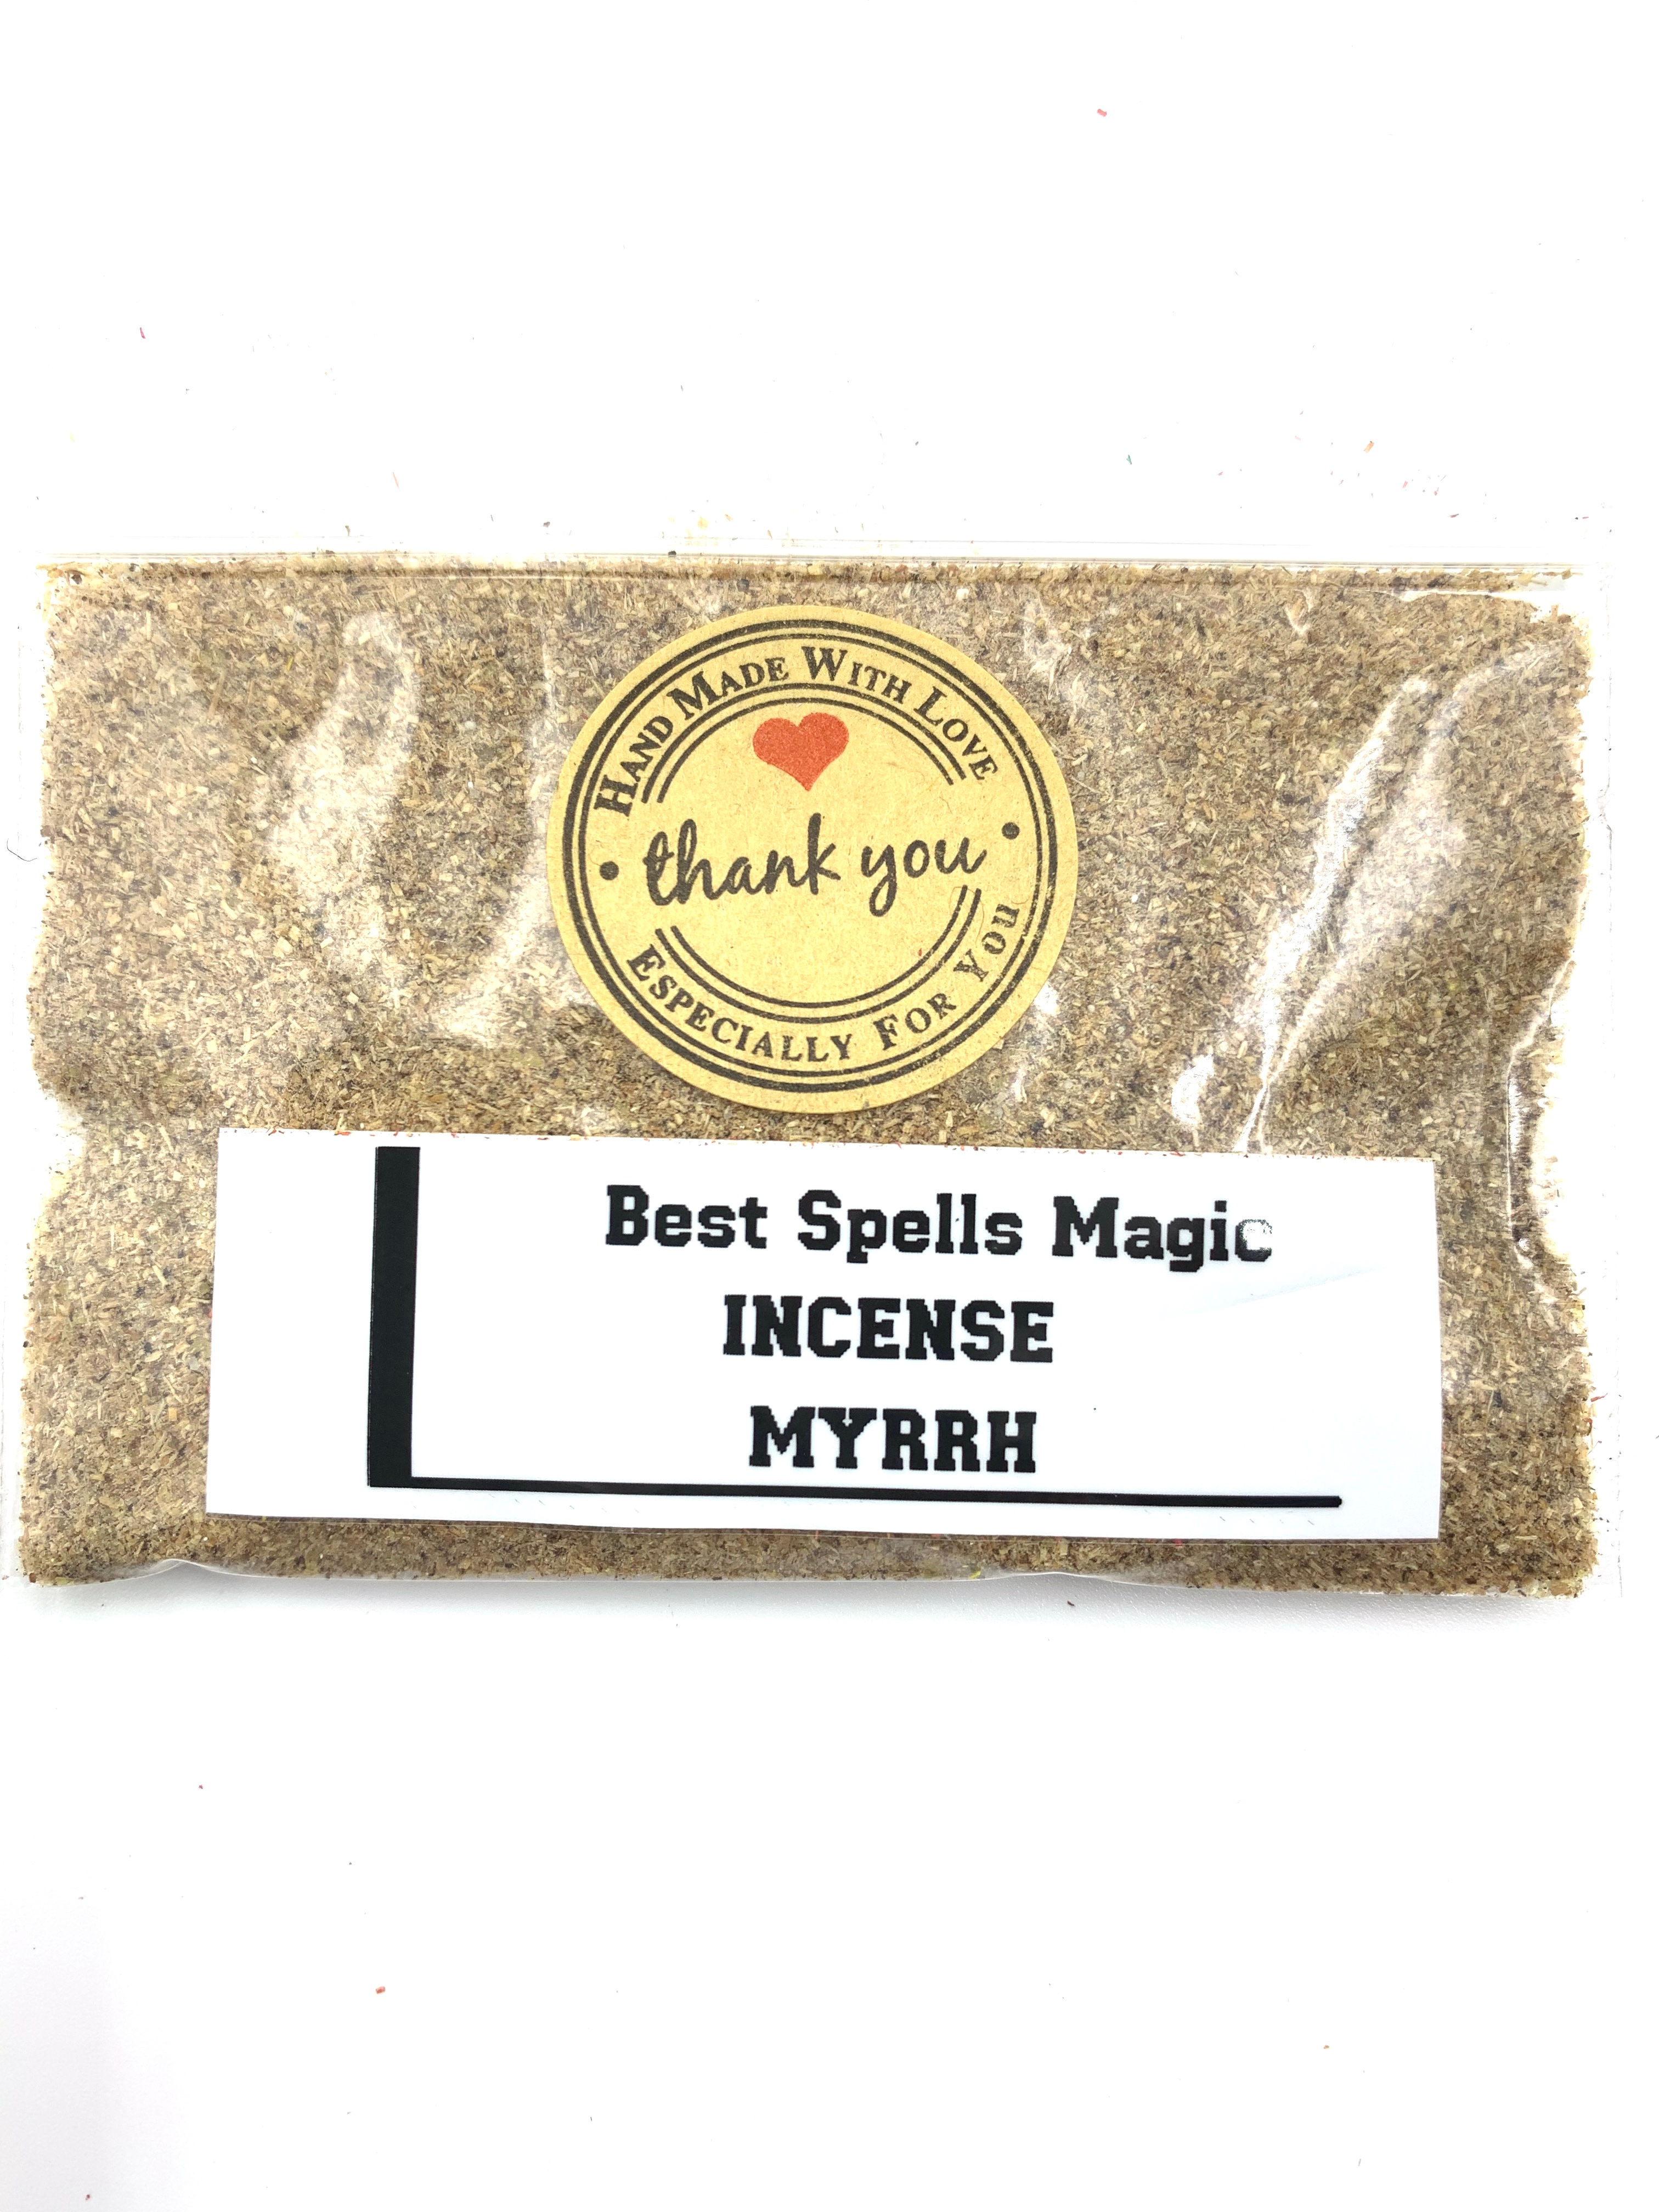 HAND MADE WITH LOVE
thank you
ESPECIALLY FOR YOU
Best Spells Magic
INCENSE
MYRRH